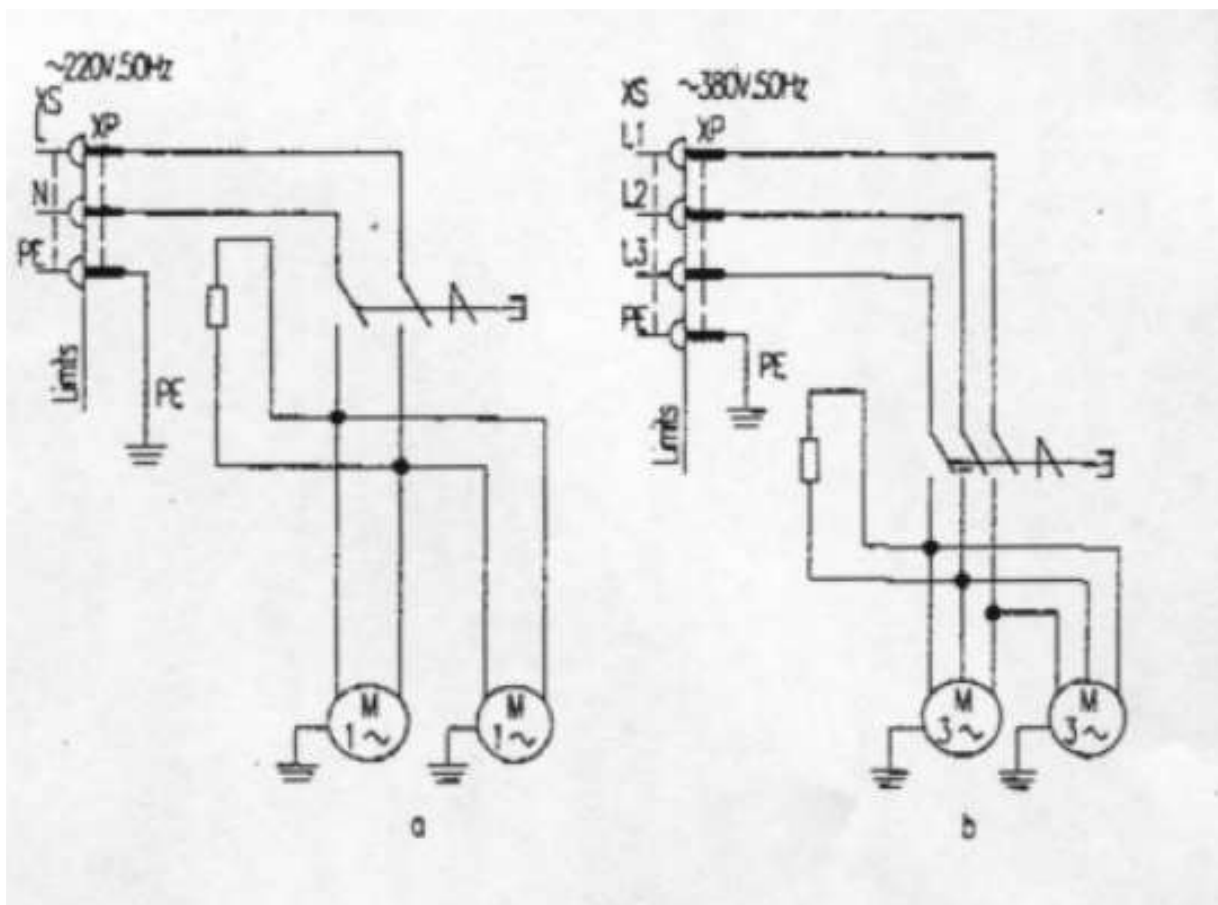 ~220V.50Hz
XS
L
XP
N
PE
Limits
PE
M
1~
M
1~
a
~380V.50Hz
XS
L1
XP
L2
L3
PE
PE
Limits
M
3~
M
3~
b